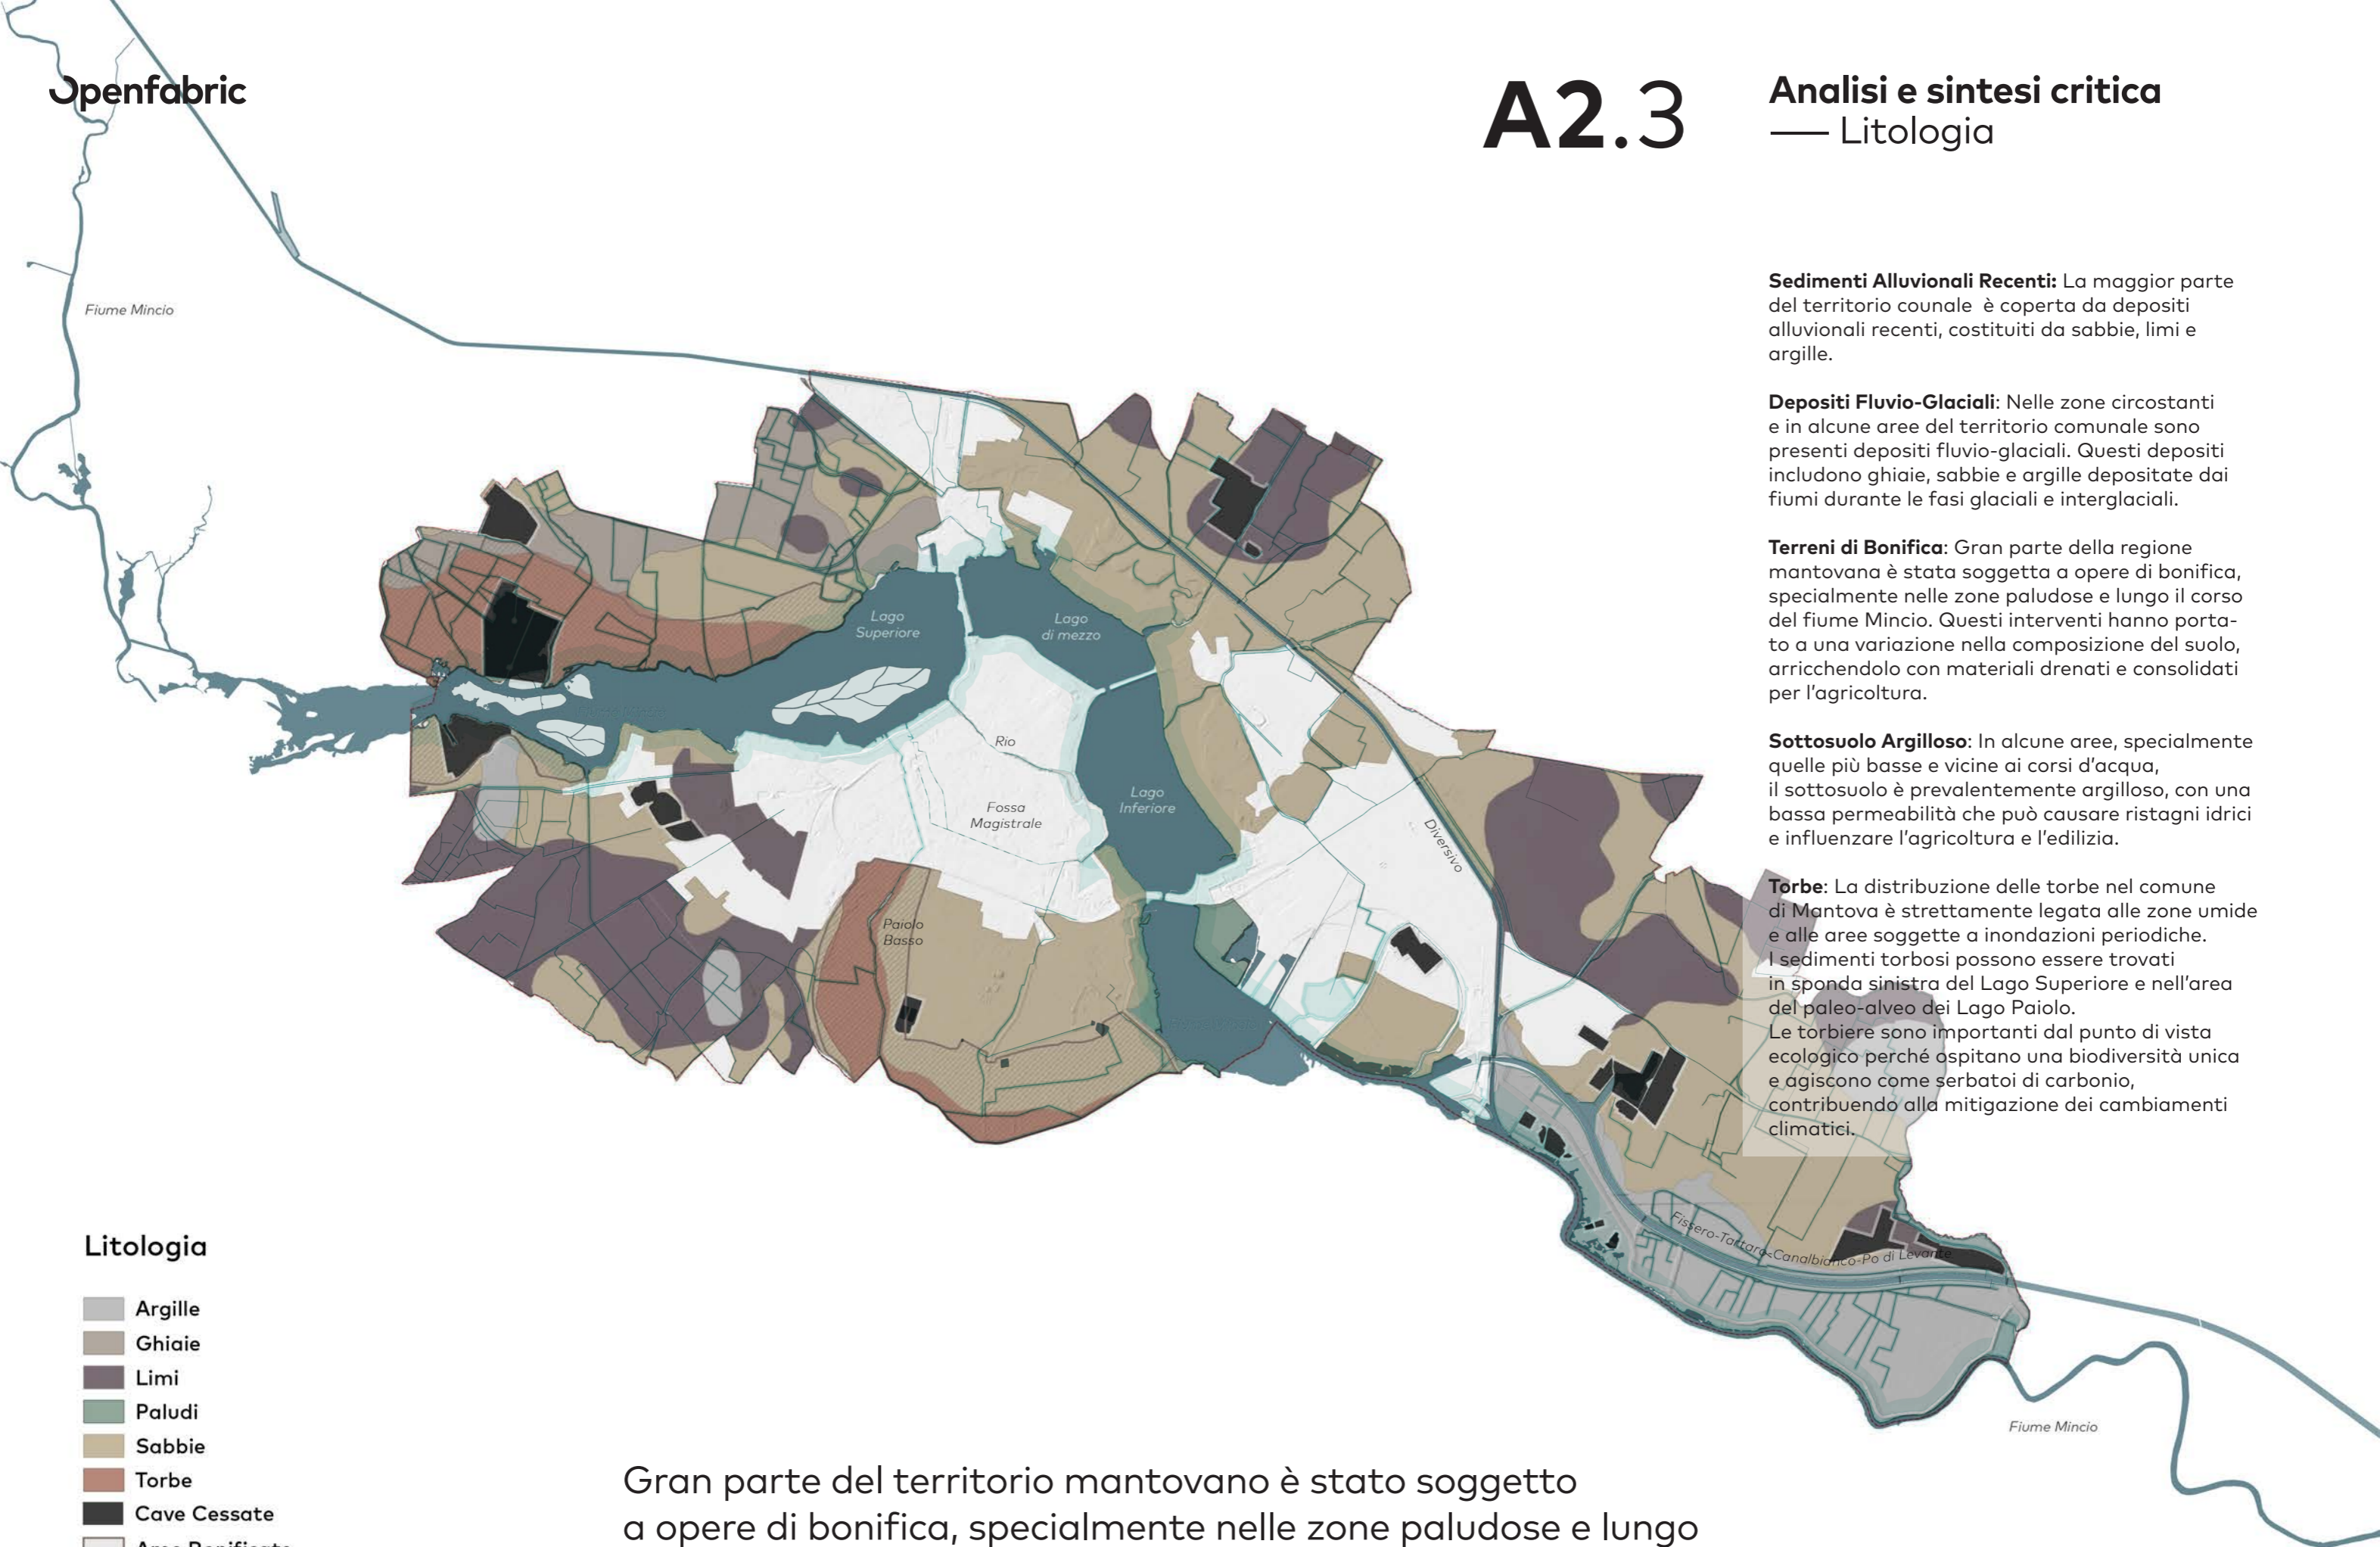 Openfabric
A2.3
Analisi e sintesi critica
Litologia
Fiume Mincio
Sedimenti Alluvionali Recenti: La maggior parte
del territorio counale è coperta da depositi
alluvionali recenti, costituiti da sabbie, limi e
argille.
Depositi Fluvio-Glaciali: Nelle zone circostanti
e in alcune aree del territorio comunale sono
presenti depositi fluvio-glaciali. Questi depositi
includono ghiaie, sabbie e argille depositate dai
fiumi durante le fasi glaciali e interglaciali.
Terreni di Bonifica: Gran parte della regione
mantovana è stata soggetta a opere di bonifica,
specialmente nelle zone paludose e lungo il corso
del fiume Mincio. Questi interventi hanno porta-
to a una variazione nella composizione del suolo,
arricchendolo con materiali drenati e consolidati
per l'agricoltura.
Sottosuolo Argilloso: In alcune aree, specialmente
quelle più basse e vicine ai corsi d'acqua,
il sottosuolo è prevalentemente argilloso, con una
bassa permeabilità che può causare ristagni idrici
e influenzare l'agricoltura e l'edilizia.
Torbe: La distribuzione delle torbe nel comune
di Mantova è strettamente legata alle zone umide
e alle aree soggette a inondazioni periodiche.
I sedimenti torbosi possono essere trovati
in sponda sinistra del Lago Superiore e nell'area
del paleo-alveo dei Lago Paiolo.
Le torbiere sono importanti dal punto di vista
ecologico perché ospitano una biodiversità unica
e agiscono come serbatoi di carbonio,
contribuendo alla mitigazione dei cambiamenti
climatici.
Lago
Superiore
Lago
di mezzo
Rio
Fossa
Magistrale
Lago
Inferiore
Diversivo
Paiolo
Basso
Fissero-Tartaro-Canalbianco-Po di Levante
Fiume Mincio
Litologia
Argille
Ghiaie
Limi
Paludi
Sabbie
Torbe
Cave Cessate
Aree Bonificate
Gran parte del territorio mantovano è stato soggetto
a opere di bonifica, specialmente nelle zone paludose e lungo